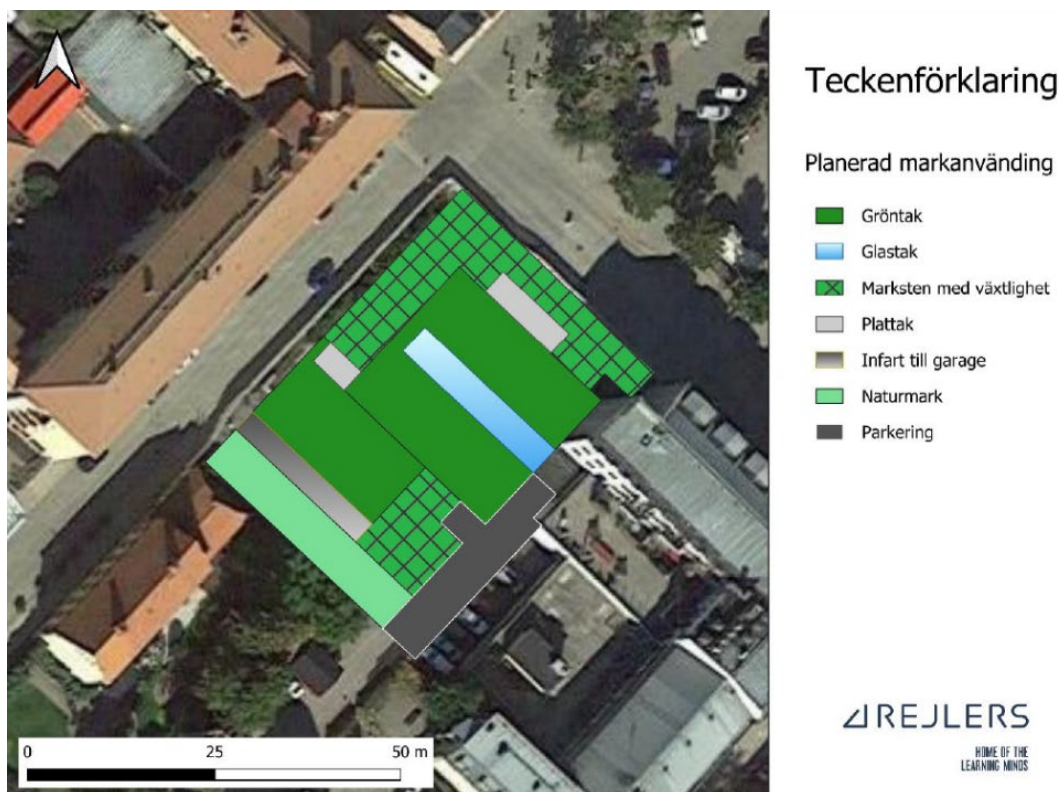 Teckenförklaring
Planerad markanvänding
Gröntak
Glastak
Marksten med växtlighet
Plattak
Infart till garage
Naturmark
Parkering
0 25 50 m
REJLERS
HOME OF THE
LEARNING MINDS